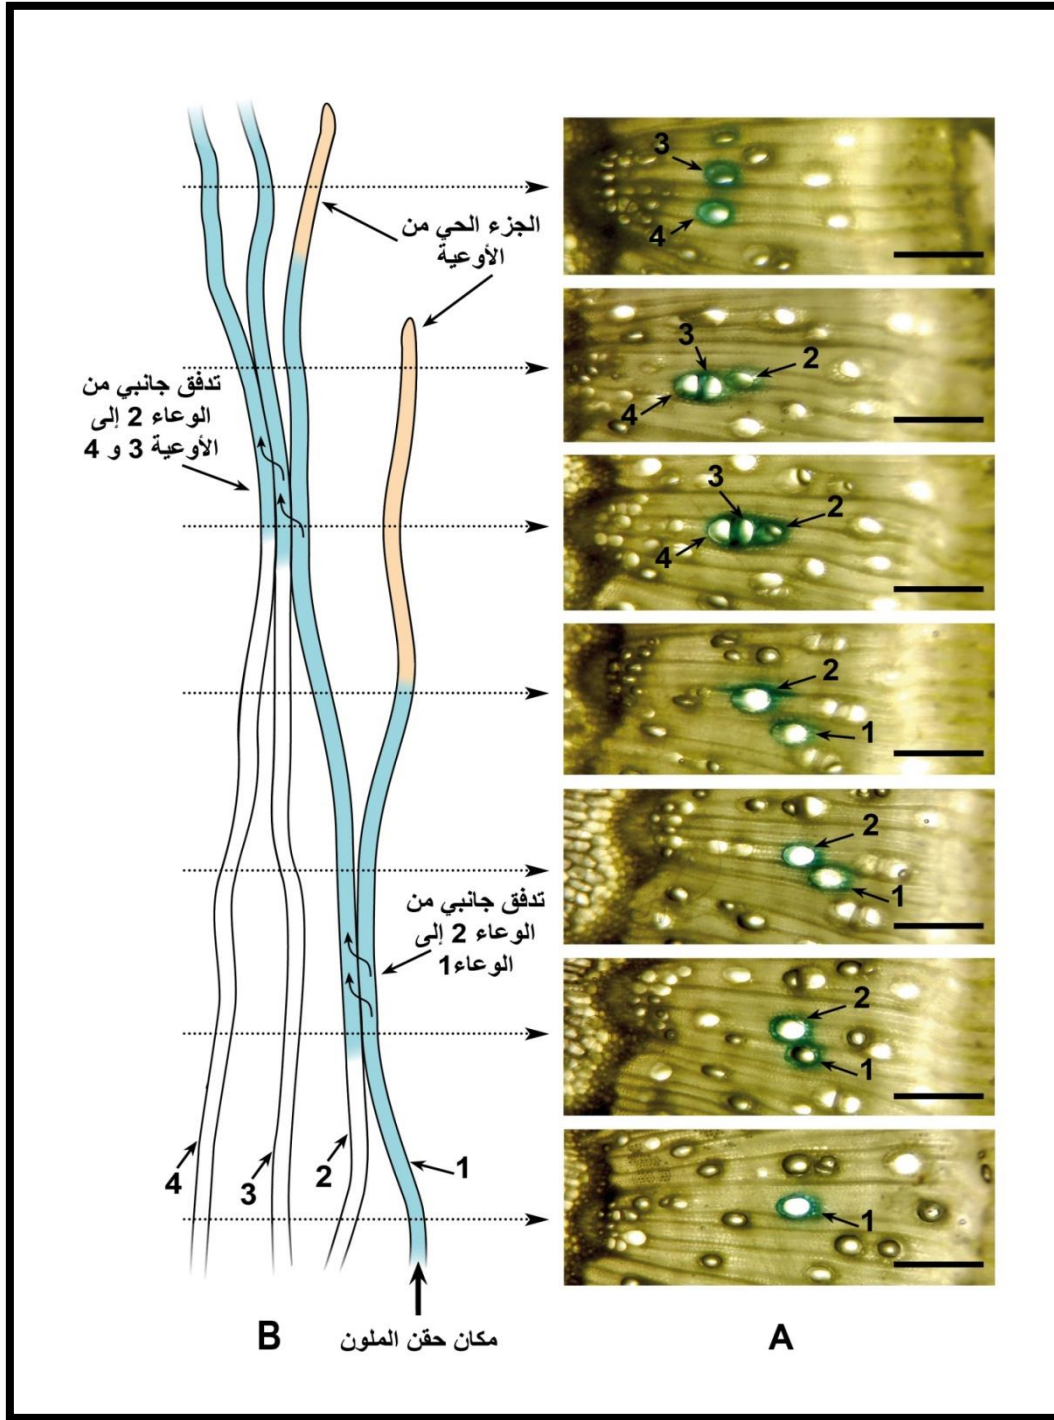 3
4
الجزء الحي من
الأوعية
3
2
4
تدفق جانبي من
الوعاء 2 إلى
الأوعية 3 و 4
3
2
4
2
1
2
1
تدفق جانبي من
الوعاء 2 إلى
الوعاء1
2
1
4
3
2
1
1
مكان حقن الملون
B
A